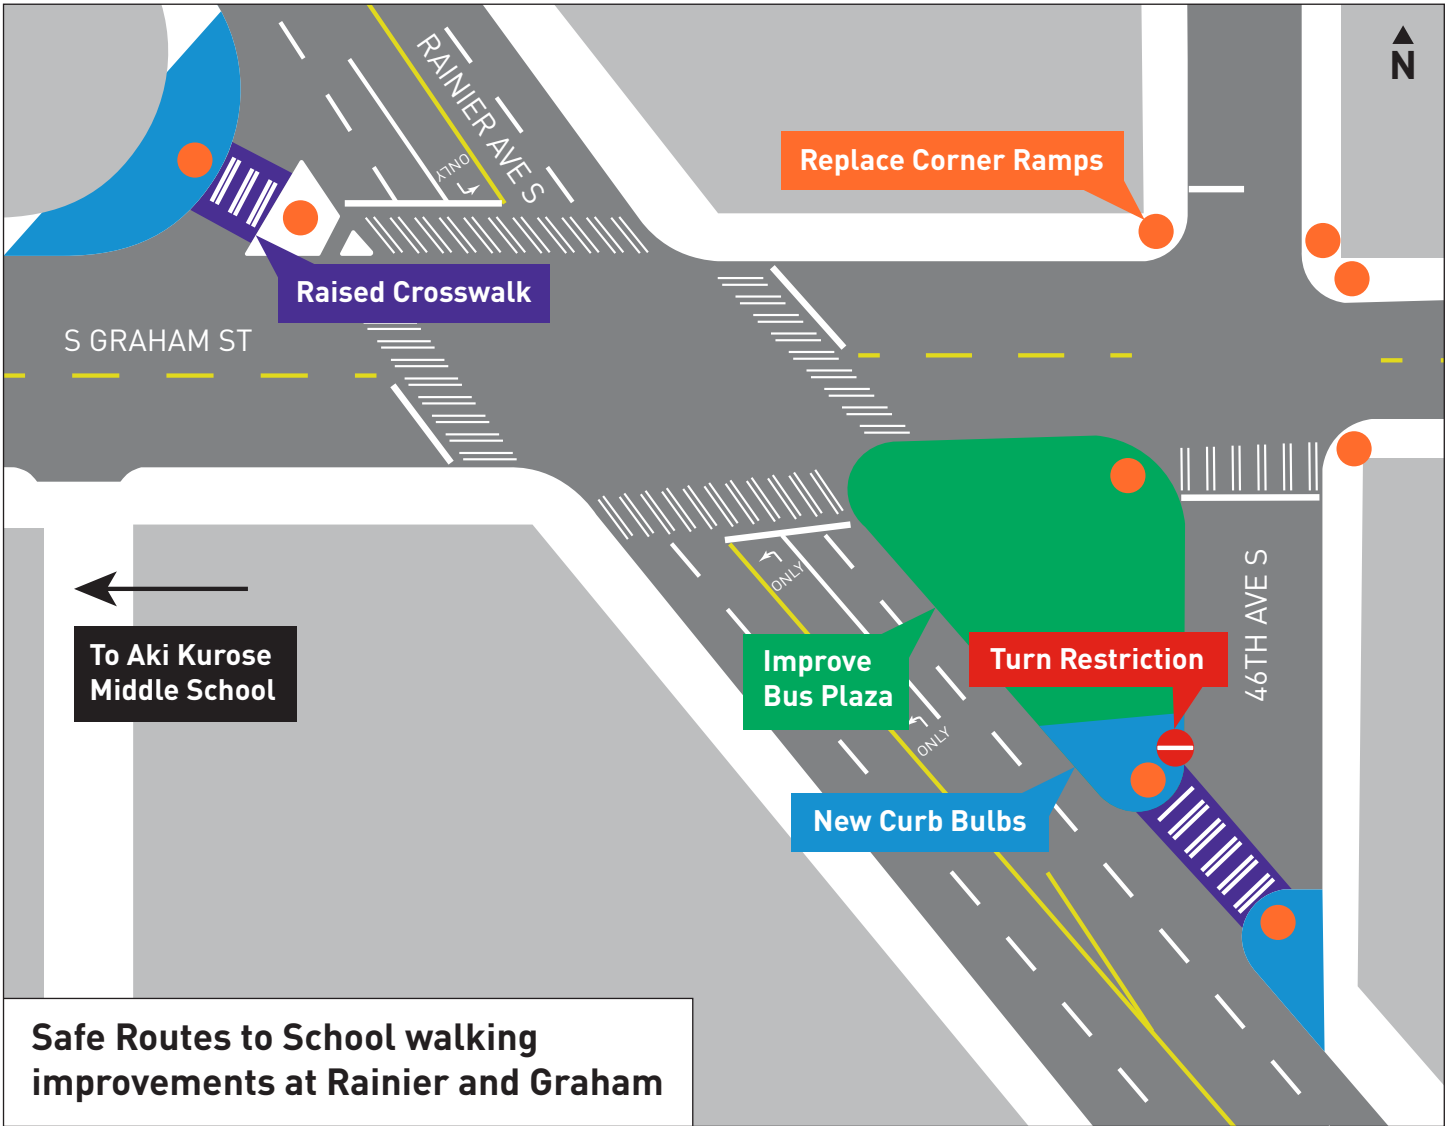 RAINIER AVE S
N
ONLY
Replace Corner Ramps
Raised Crosswalk
S GRAHAM ST
ONLY
To Aki Kurose
Middle School
Improve
Bus Plaza
Turn Restriction
46TH AVE S
ONLY
New Curb Bulbs
Safe Routes to School walking
improvements at Rainier and Graham